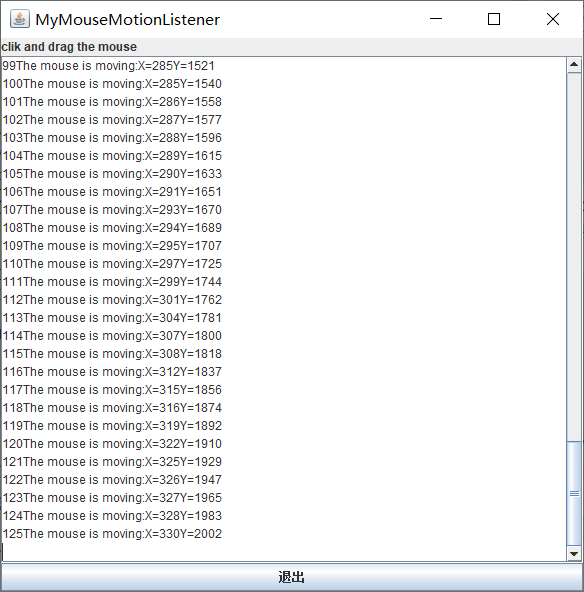 MyMouseMotionListener
clik and drag the mouse
99The mouse is moving:X=285Y=1521
100The mouse is moving:X=285Y=1540
101The mouse is moving:X=286Y=1558
102The mouse is moving:X=287Y=1577
103The mouse is moving:X=288Y=1596
104The mouse is moving:X=289Y=1615
105The mouse is moving:X=290Y=1633
106The mouse is moving:X=291Y=1651
107The mouse is moving:X=293Y=1670
108The mouse is moving:X=294Y=1689
109The mouse is moving:X=295Y=1707
110The mouse is moving:X=297Y=1725
111The mouse is moving:X=299Y=1744
112The mouse is moving:X=301Y=1762
113The mouse is moving:X=304Y=1781
114The mouse is moving:X=307Y=1800
115The mouse is moving:X=308Y=1818
116The mouse is moving:X=312Y=1837
117The mouse is moving:X=315Y=1856
118The mouse is moving:X=316Y=1874
119The mouse is moving:X=319Y=1892
120The mouse is moving:X=322Y=1910
121The mouse is moving:X=325Y=1929
122The mouse is moving:X=326Y=1947
123The mouse is moving:X=327Y=1965
124The mouse is moving:X=328Y=1983
125The mouse is moving:X=330Y=2002
退出